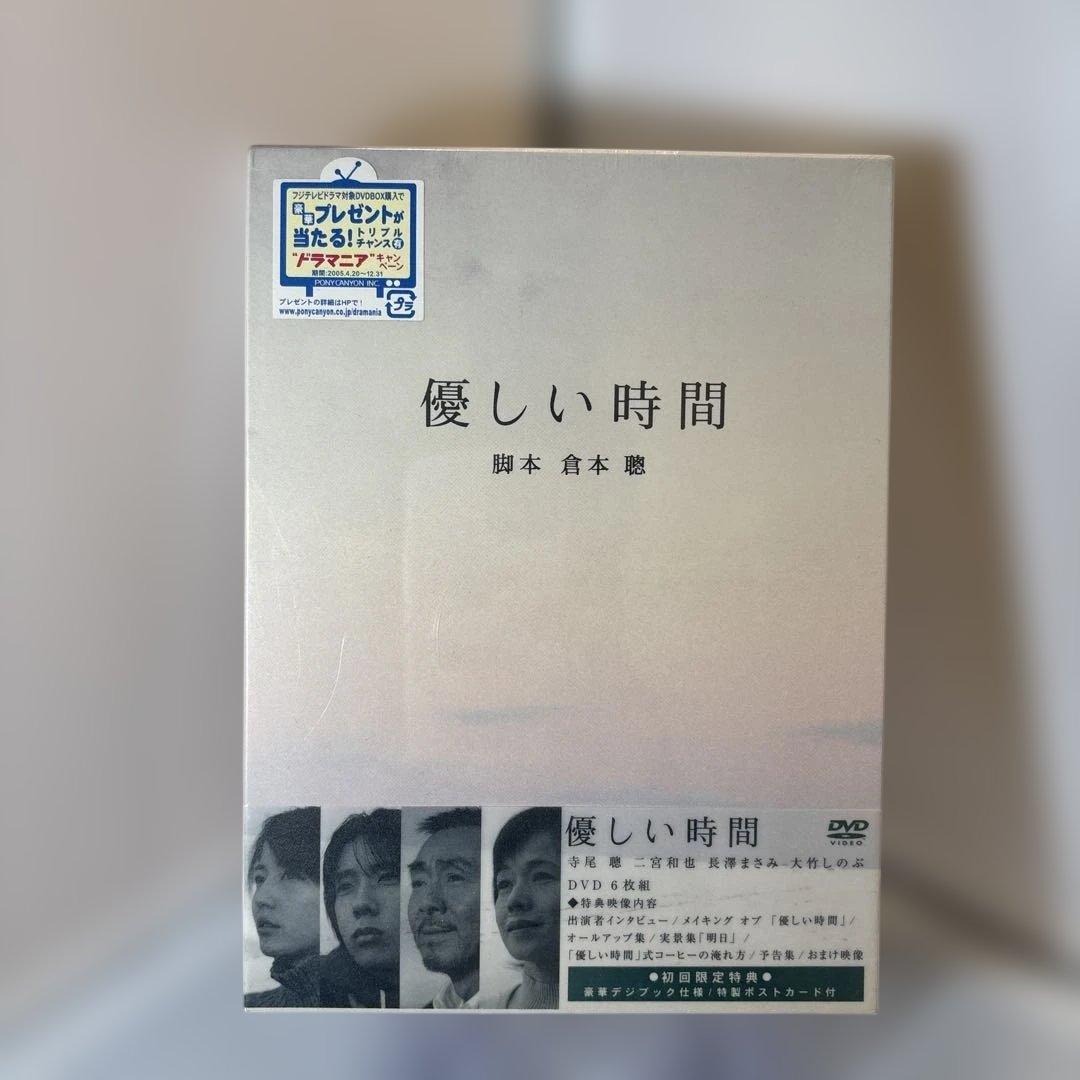 フジテレビドラマ対象DVDBOX購入で
豪華プレゼントが
当たる!トリプルチャンス有
"ドラマニア"キャンペーン
期間:2005.4.20〜12.31
PONY CANYON INC.
プレゼントの詳細はHPで!
www.ponycanyon.co.jp/dramania
プラ
優しい時間
脚本 倉本 聰
優しい時間
DVD
VIDEO
寺尾 聰 二宮和也 長澤まさみ 大竹しのぶ
DVD 6枚組
◆特典映像内容
出演者インタビュー/メイキング オブ 「優しい時間」/
オールアップ集/実景集「明日」/
「優しい時間」式コーヒーの淹れ方/予告集/おまけ映像
●初回限定特典●
豪華デジブック仕様/特製ポストカード付